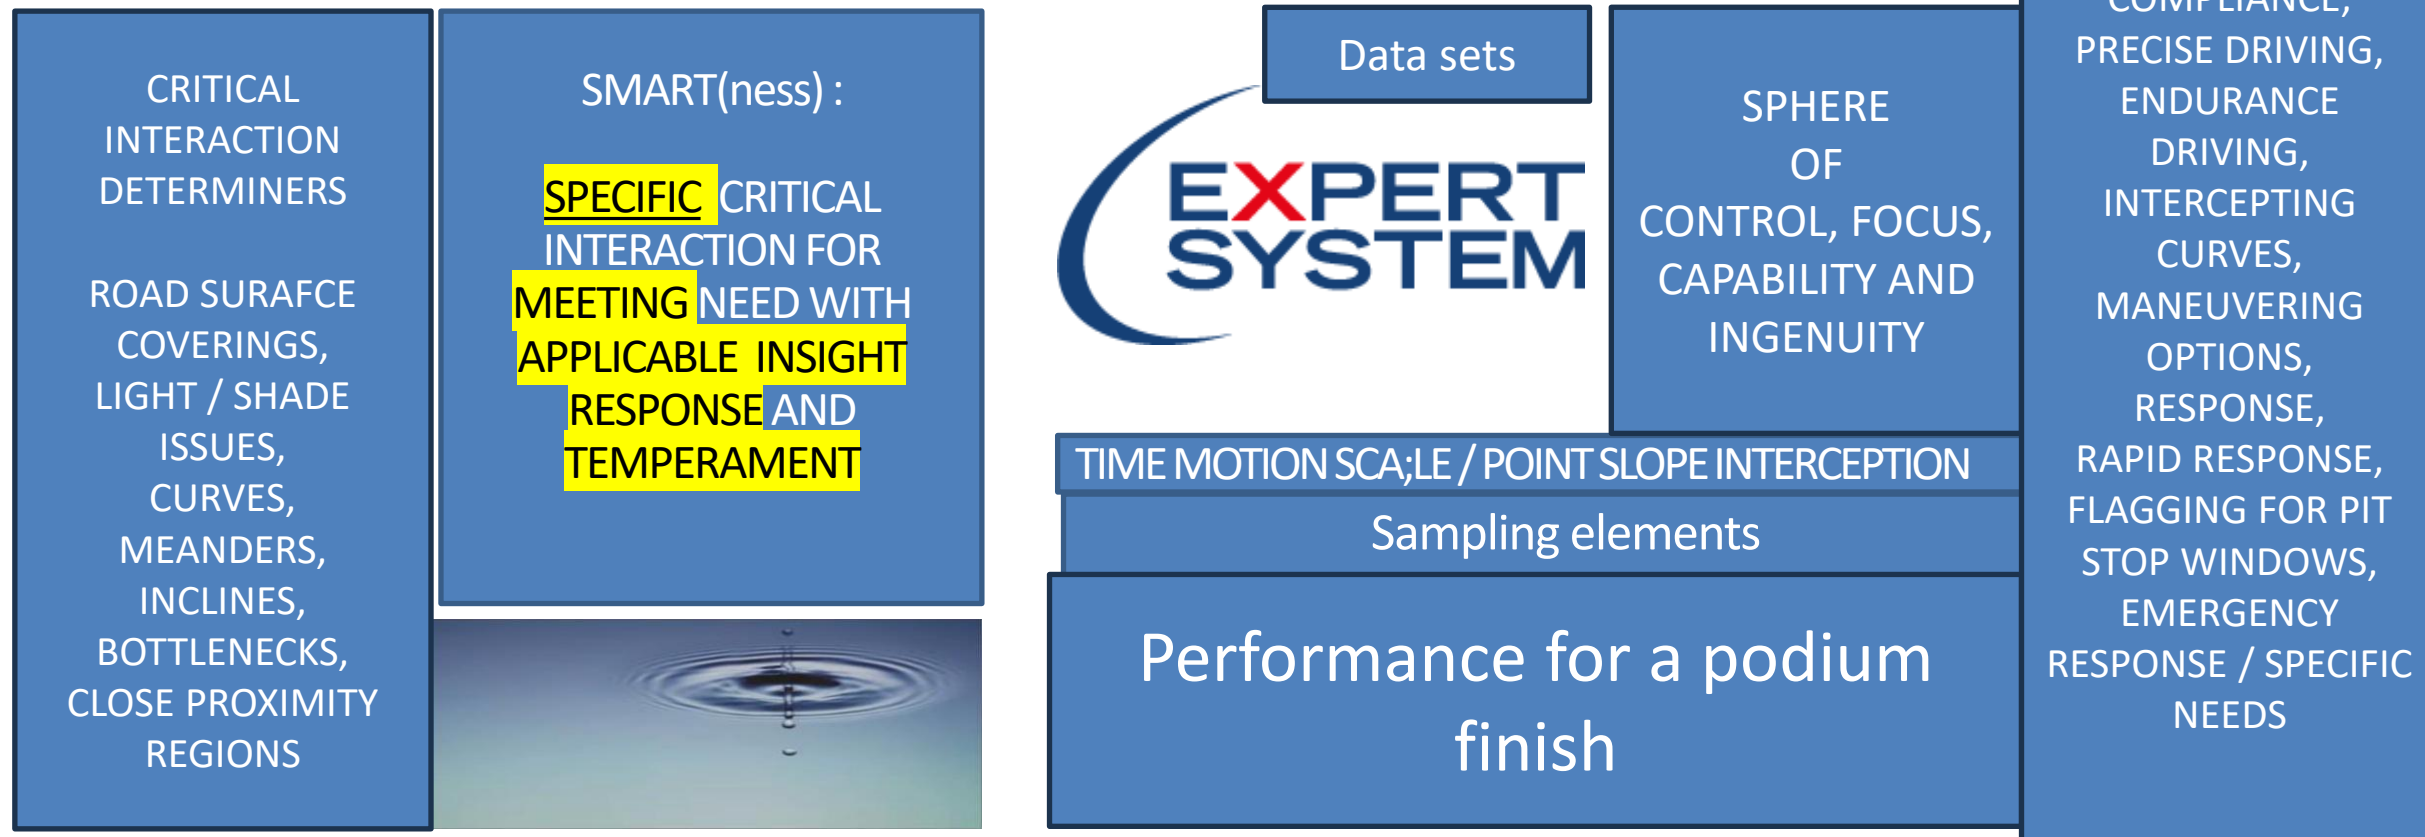 CRITICAL
INTERACTION
DETERMINERS
ROAD SURAFCE
COVERINGS,
LIGHT / SHADE
ISSUES,
CURVES,
MEANDERS,
INCLINES,
BOTTLENECKS,
CLOSE PROXIMITY
REGIONS
SMART(ness) :
SPECIFIC CRITICAL
INTERACTION FOR
MEETING NEED WITH
APPLICABLE INSIGHT
RESPONSE AND
TEMPERAMENT
Data sets
EXPERT
SYSTEM
SPHERE
OF
CONTROL, FOCUS,
CAPABILITY AND
INGENUITY
TIME MOTION SCA;LE / POINT SLOPE INTERCEPTION
Sampling elements
Performance for a podium
finish
COMPLIANCE,
PRECISE DRIVING,
ENDURANCE
DRIVING,
INTERCEPTING
CURVES,
MANEUVERING
OPTIONS,
RESPONSE,
RAPID RESPONSE,
FLAGGING FOR PIT
STOP WINDOWS,
EMERGENCY
RESPONSE / SPECIFIC
NEEDS